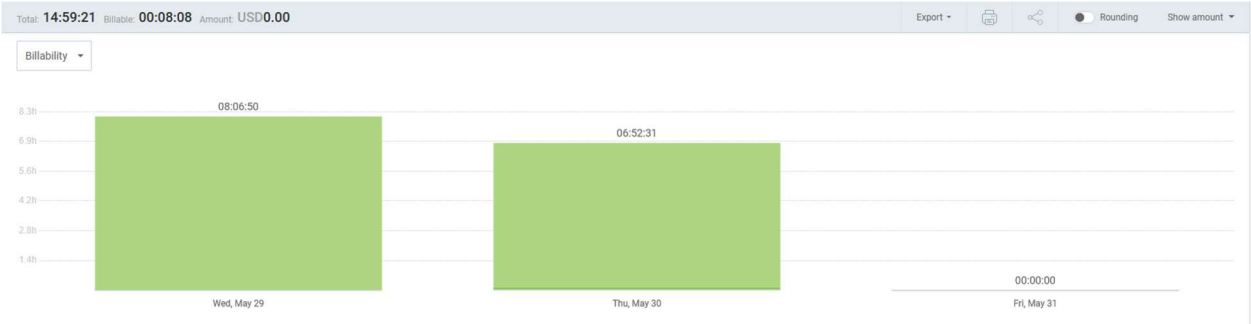 Total: 14:59:21 Billable: 00:08:08 Amount: USD0.00 Export Rounding Show amount
Billability
08:06:50
8.3h
06:52:31
6.9h
5.6h
4.2h
2.8h
1.4h
00:00:00
Wed, May 29 Thu, May 30 Fri, May 31